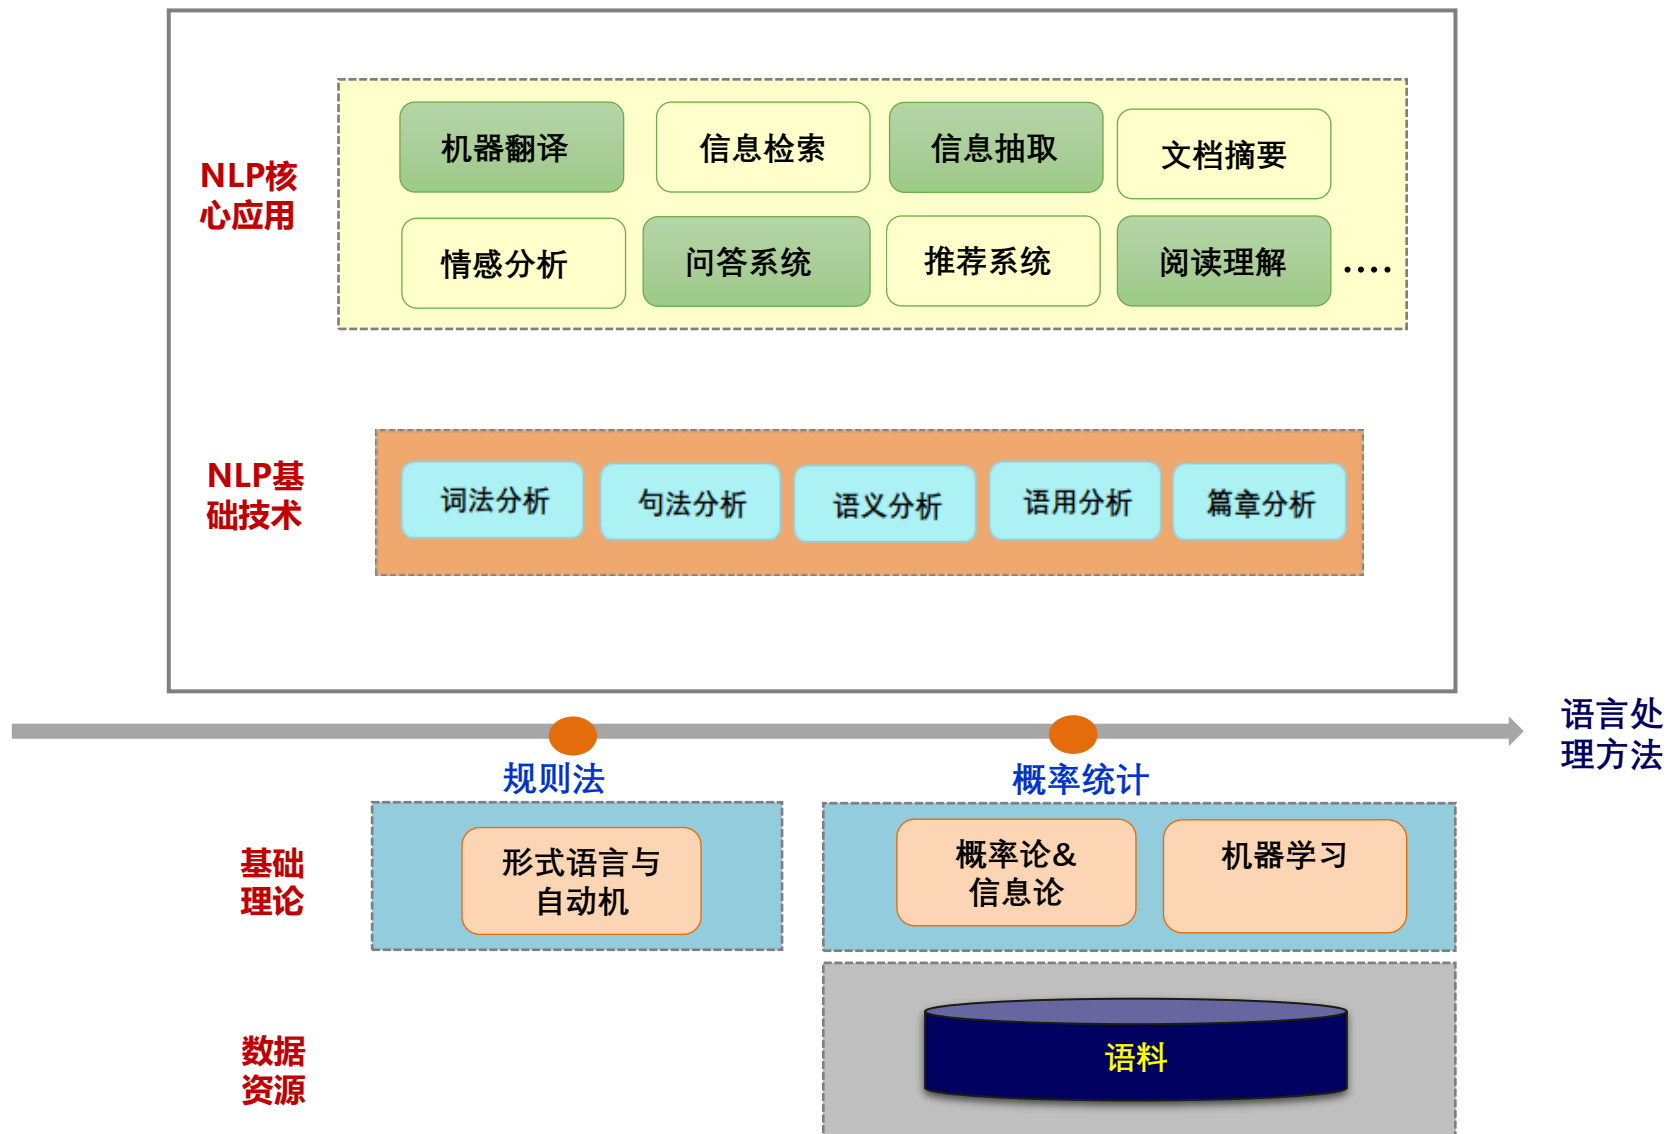 机器翻译
信息检索
信息抽取
文档摘要
NLP核
心应用
情感分析
问答系统
推荐系统
阅读理解
....
NLP基
础技术
词法分析
句法分析
语义分析
语用分析
篇章分析
语言处
理方法
规则法
概率统计
基础
理论
形式语言与
自动机
概率论&
信息论
机器学习
数据
资源
语料